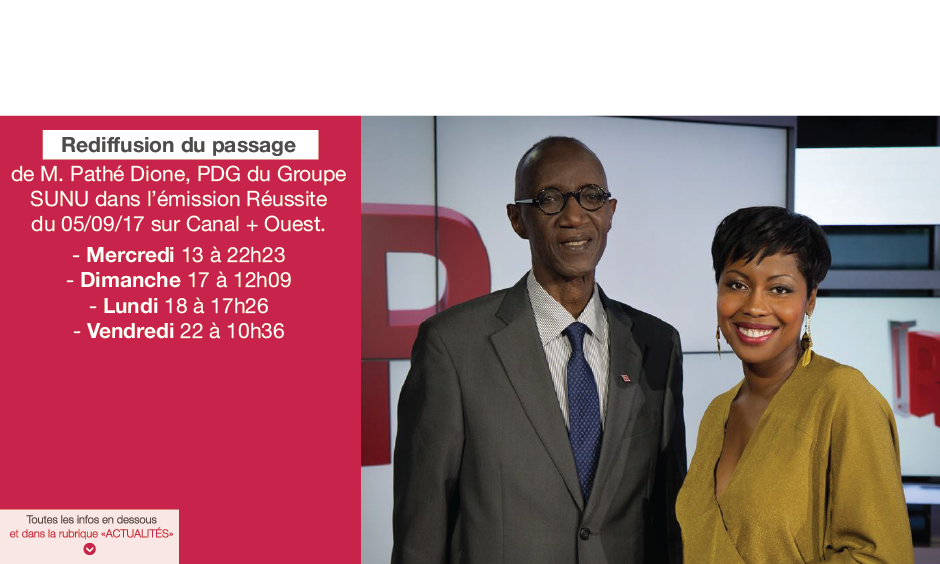 Rediffusion du passage
de M. Pathé Dione, PDG du Groupe
SUNU dans l'émission Réussite
du 05/09/17 sur Canal + Ouest.
- Mercredi 13 à 22h23
- Dimanche 17 à 12h09
- Lundi 18 à 17h26
- Vendredi 22 à 10h36
Toutes les infos en dessous
et dans la rubrique «ACTUALITÉS»